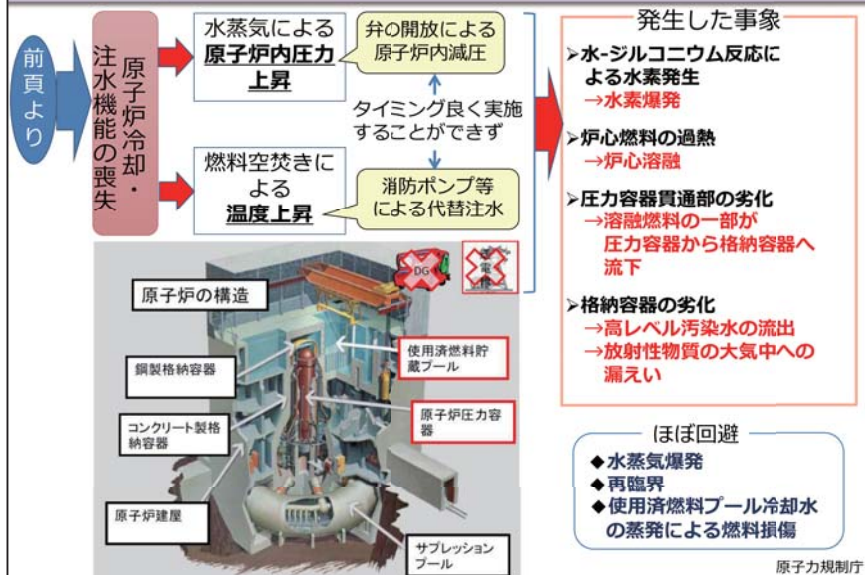 前頁より
原子炉冷却・
注水機能の喪失
水蒸気による
原子炉内圧力
上昇
弁の開放による
原子炉内減圧
タイミング良く実施
することができず
燃料空焚きに
よる
温度上昇
消防ポンプ等
による代替注水
発生した事象
➢水-ジルコニウム反応に
よる水素発生
→水素爆発
➢炉心燃料の過熱
→炉心溶融
➢圧力容器貫通部の劣化
→溶融燃料の一部が
圧力容器から格納容器へ
流下
➢格納容器の劣化
→高レベル汚染水の流出
→放射性物質の大気中への
漏えい
DG
電
原子炉の構造
使用済燃料貯
蔵プール
鋼製格納容器
原子炉圧力容
器
コンクリート製格
納容器
原子炉建屋
サプレッション
プール
ほぼ回避
◆水蒸気爆発
◆再臨界
◆使用済燃料プール冷却水
の蒸発による燃料損傷
原子力規制庁